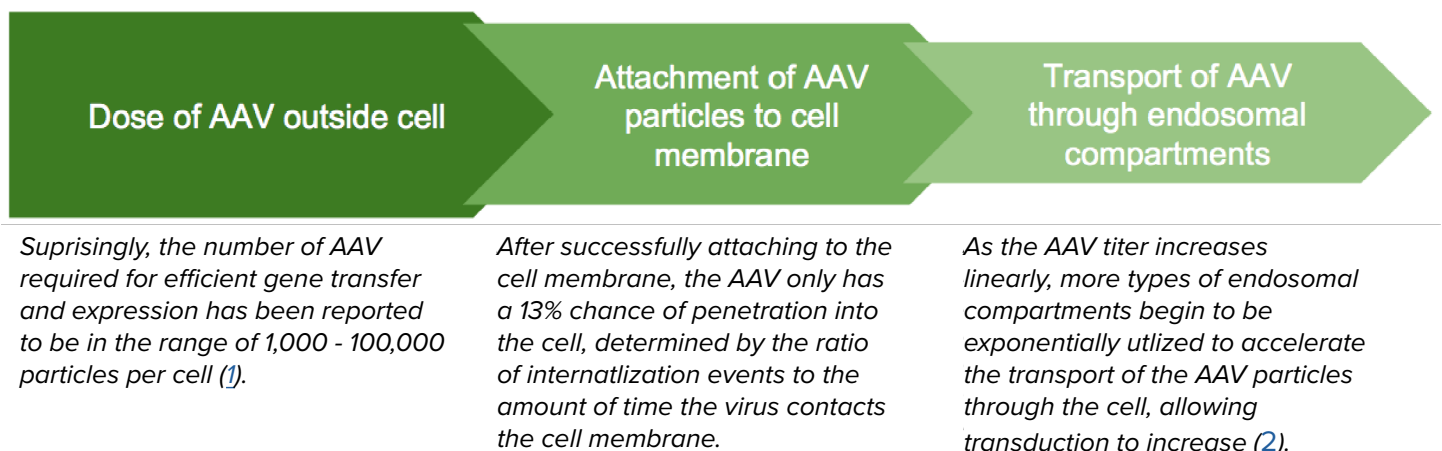 Dose of AAV outside cell
Attachment of AAV
particles to cell
membrane
Transport of AAV
through endosomal
compartments
Suprisingly, the number of AAV
required for efficient gene transfer
and expression has been reported
to be in the range of 1,000 - 100,000
particles per cell (1).
After successfully attaching to the
cell membrane, the AAV only has
a 13% chance of penetration into
the cell, determined by the ratio
of internatlization events to the
amount of time the virus contacts
the cell membrane.
As the AAV titer increases
linearly, more types of endosomal
compartments begin to be
exponentially utlized to accelerate
the transport of the AAV particles
through the cell, allowing
transduction to increase (2).